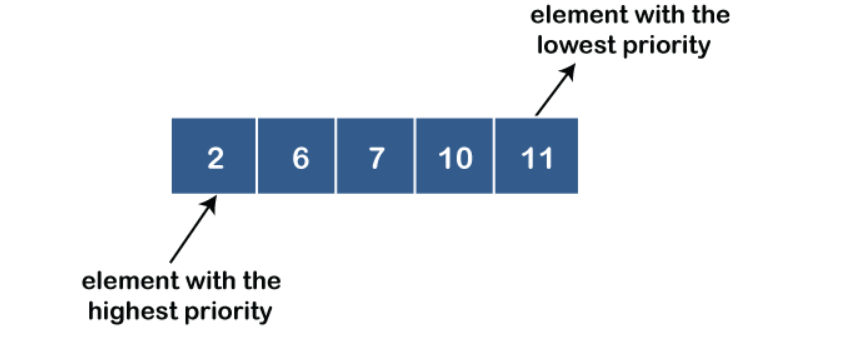 element with the
lowest priority
2 6 7 10 11
element with the
highest priority